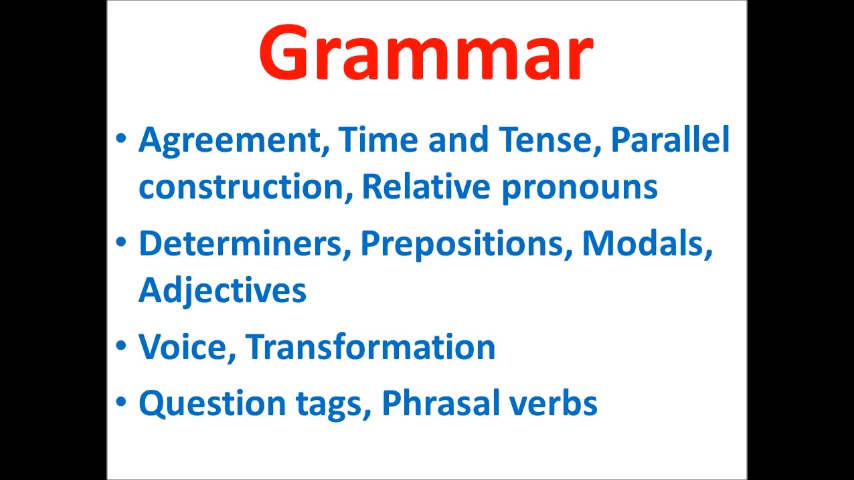 Grammar
• Agreement, Time and Tense, Parallel
construction, Relative pronouns
• Determiners, Prepositions, Modals,
Adjectives
• Voice, Transformation
• Question tags, Phrasal verbs